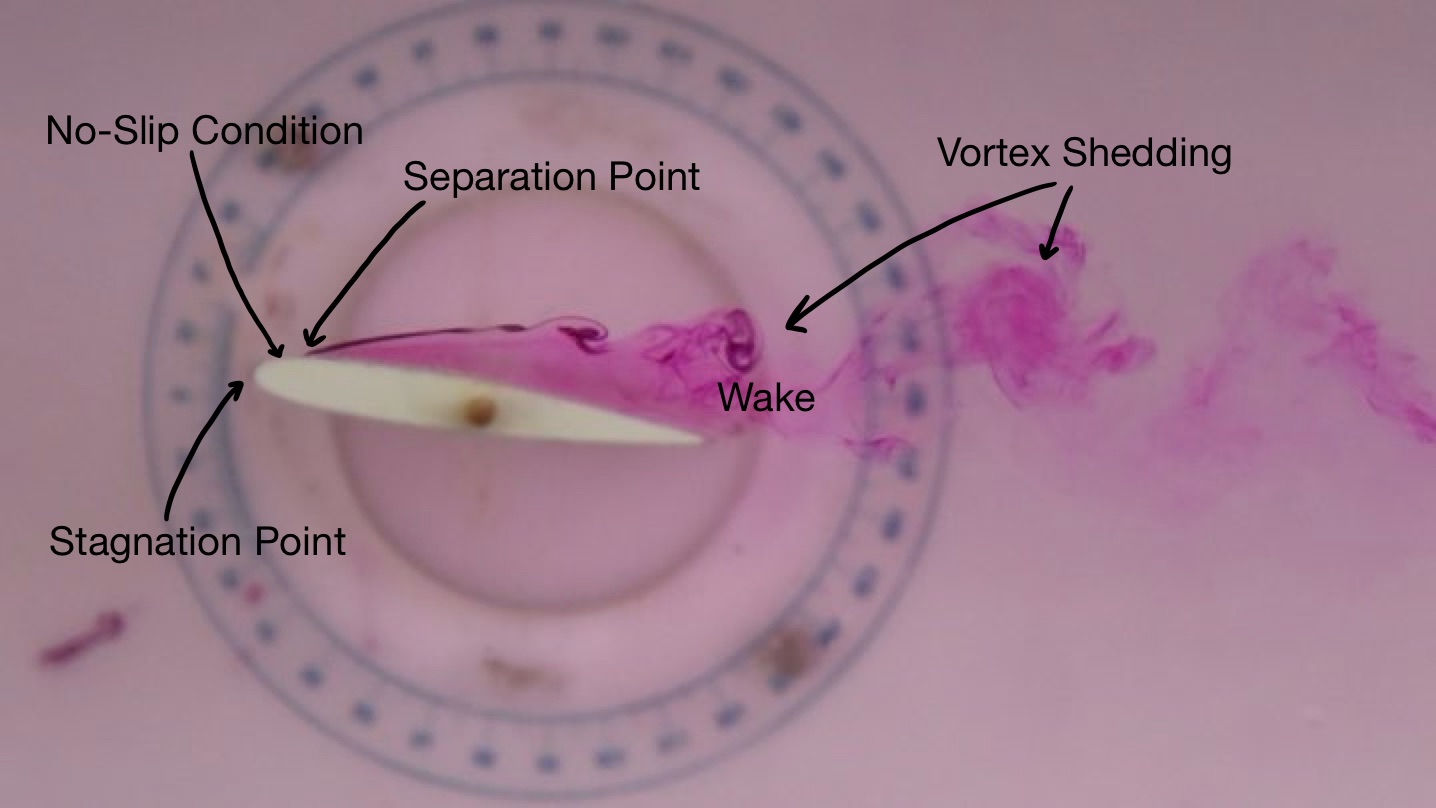 No-Slip Condition
Separation Point
Vortex Shedding
Wake
Stagnation Point